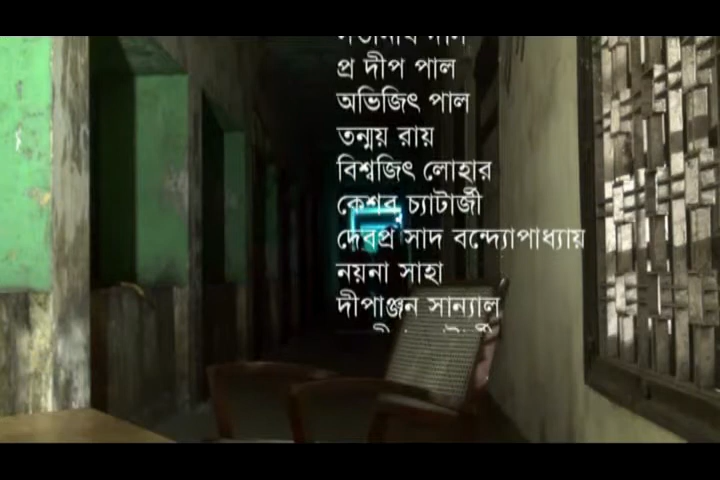 প্র দীপ পাল
অভিজিৎ পাল
তন্ময় রায়
বিশ্বজিৎ লোহার
কেশব চ্যাটার্জী
দেবপ্র সাদ বন্দ্যোপাধ্যায়
নয়না সাহা
দীপাঞ্জন সান্যাল